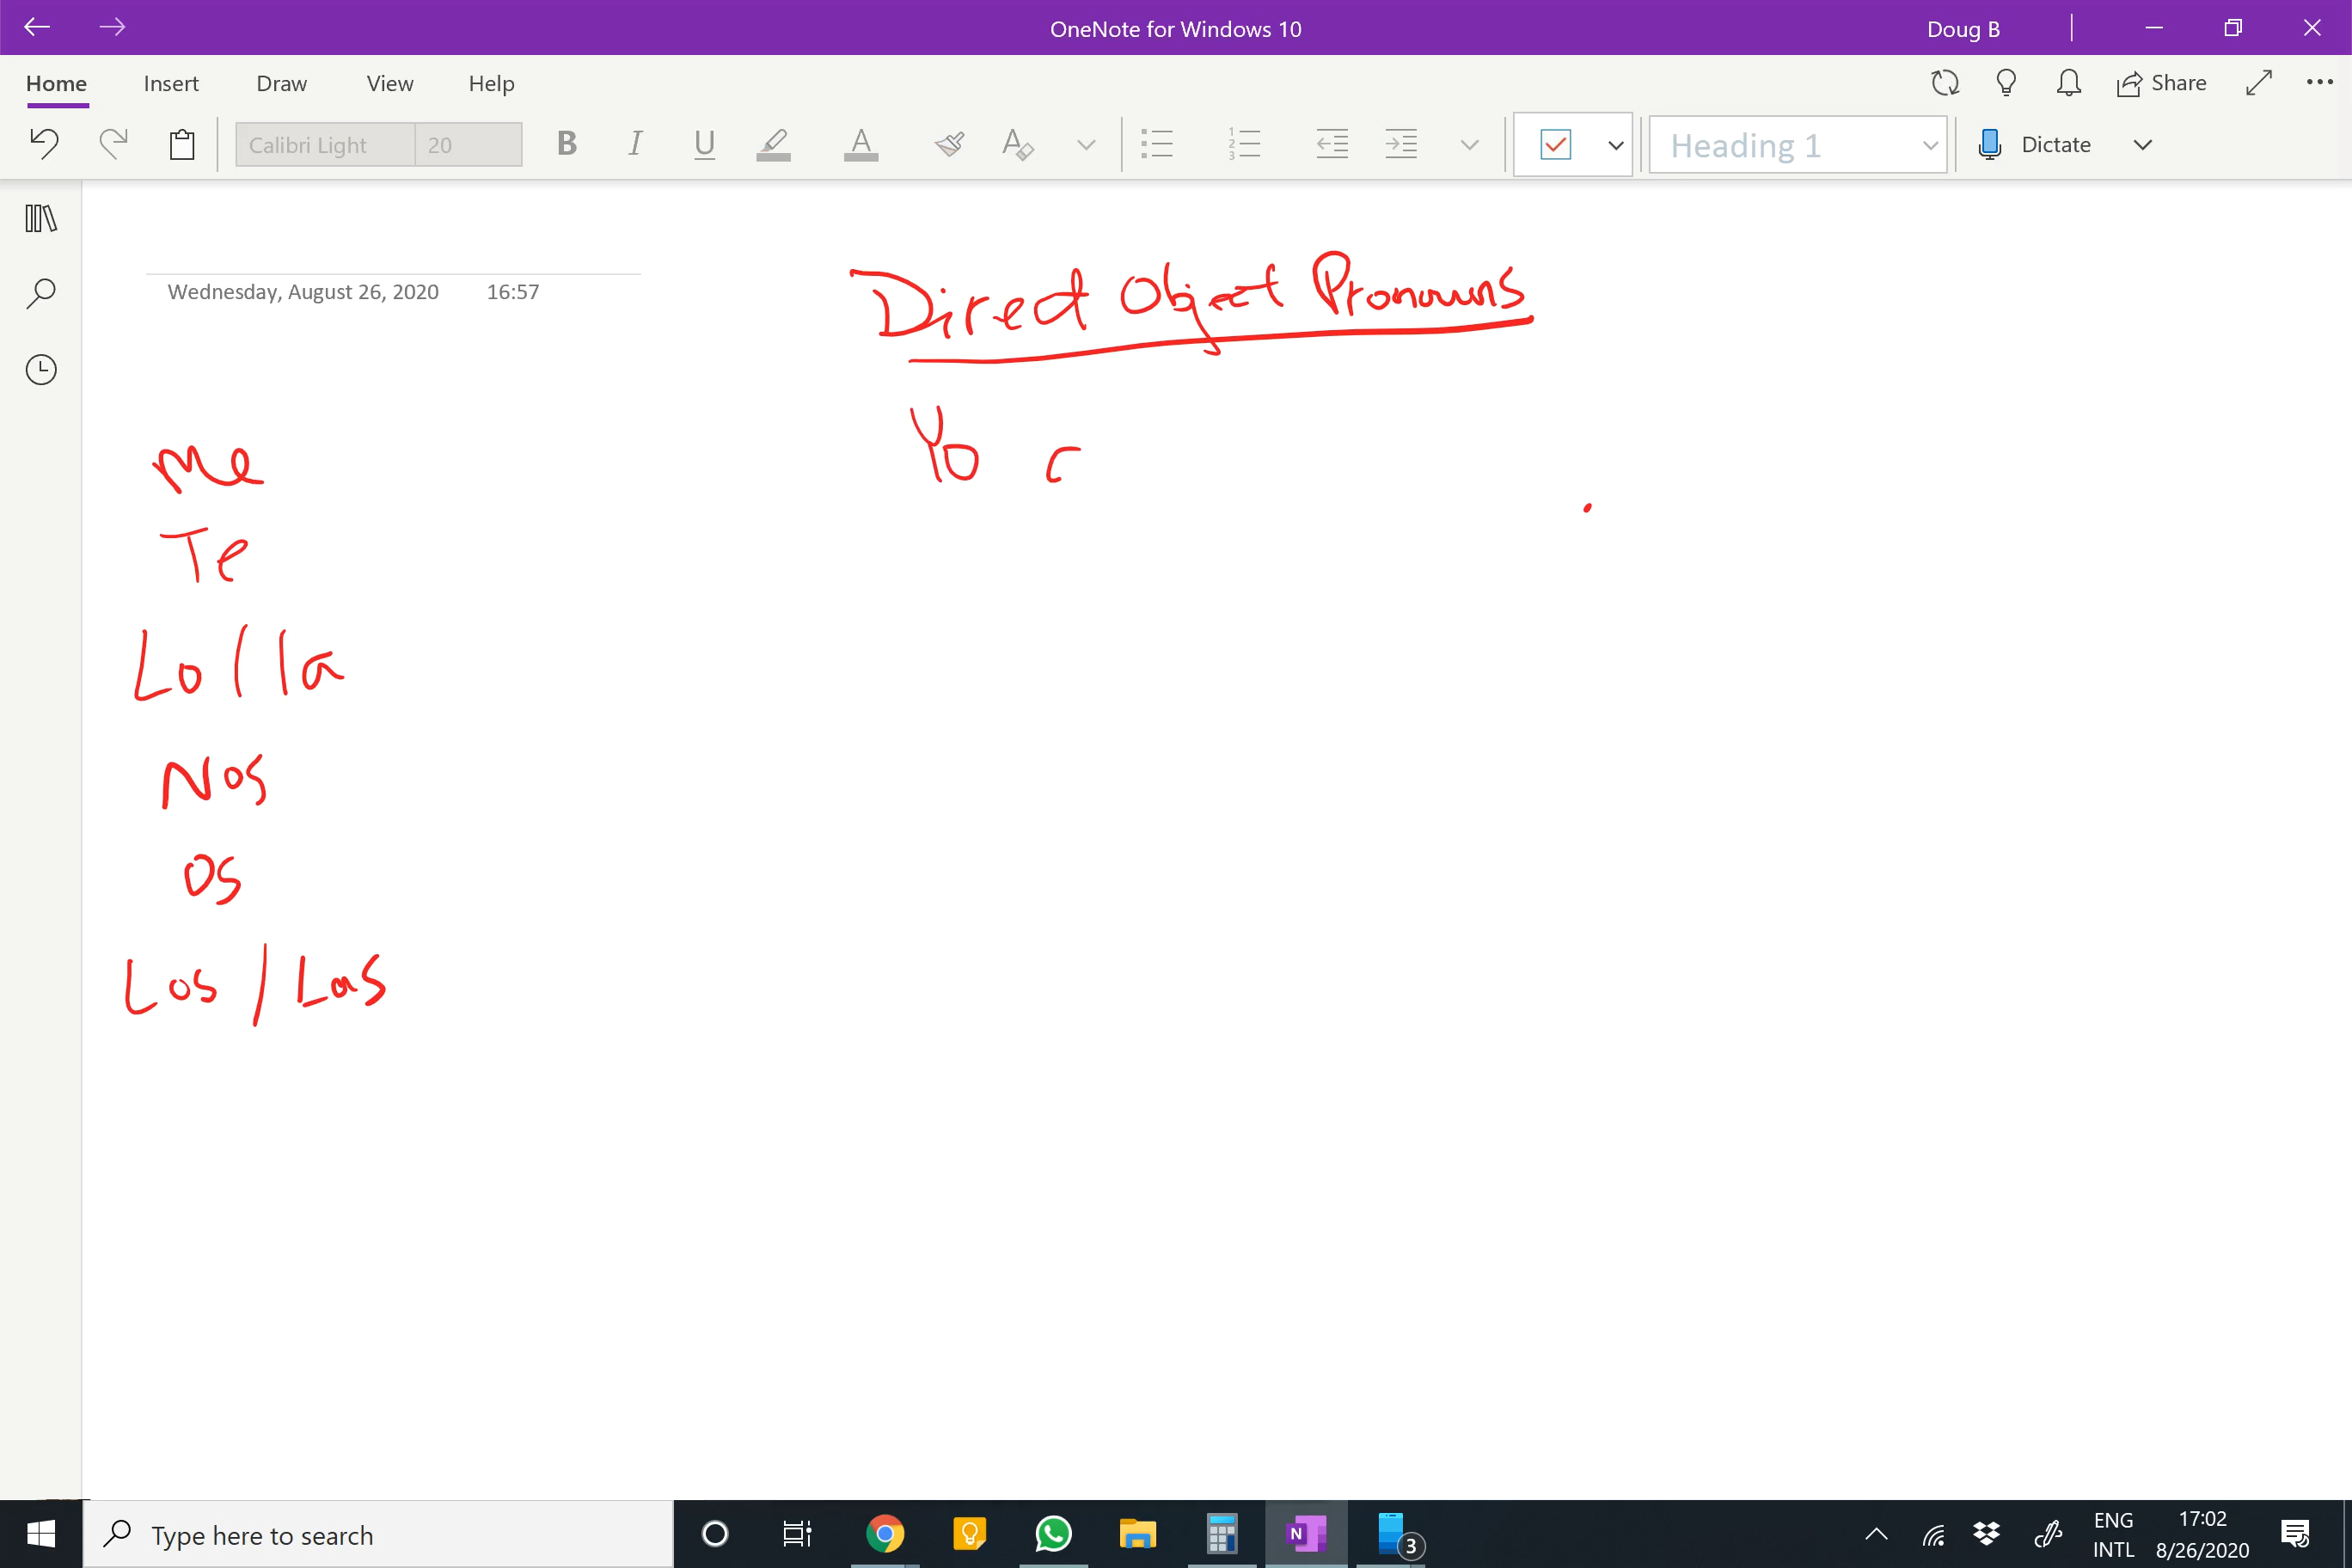 OneNote for Windows 10 Doug B
Home Insert Draw View Help Share
Calibri Light 20 B I U A A Heading 1 Dictate
Wednesday, August 26, 2020 16:57
Direct Object Pronouns
Yo c
Me
Te
Lo / la
Nos
Os
Los / Las
Type here to search
N
3
ENG
INTL
17:02
8/26/2020